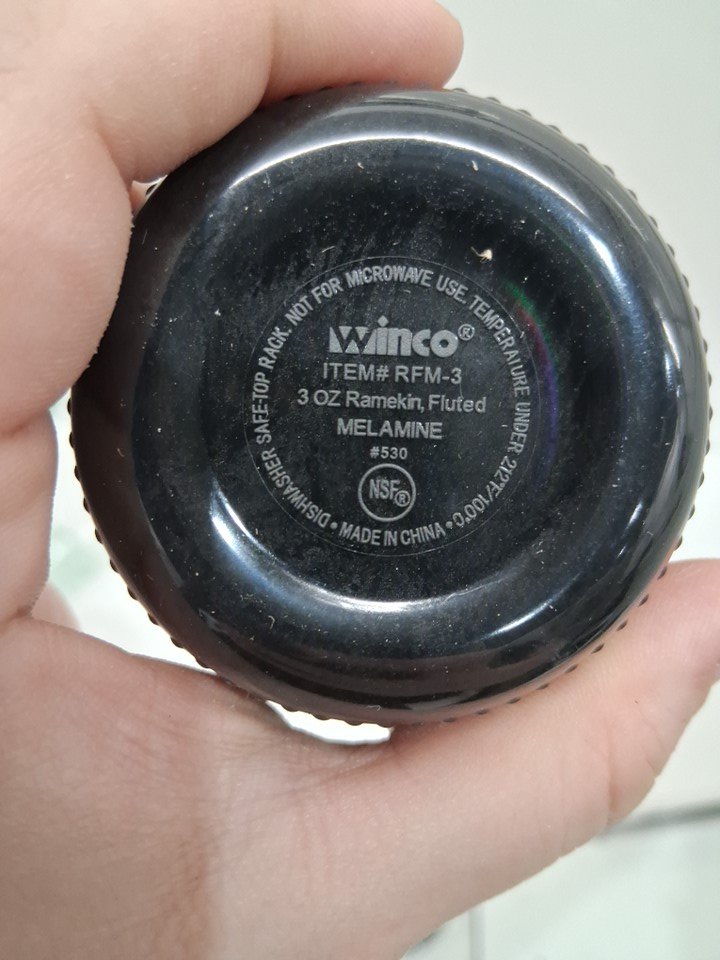 DISHWASHER SAFE-TOP RACK. NOT FOR MICROWAVE USE. TEMPERATURE UNDER 212°F/100°C
Winco®
ITEM# RFM-3
3 OZ Ramekin, Fluted
MELAMINE
#530
NSF®
• MADE IN CHINA •